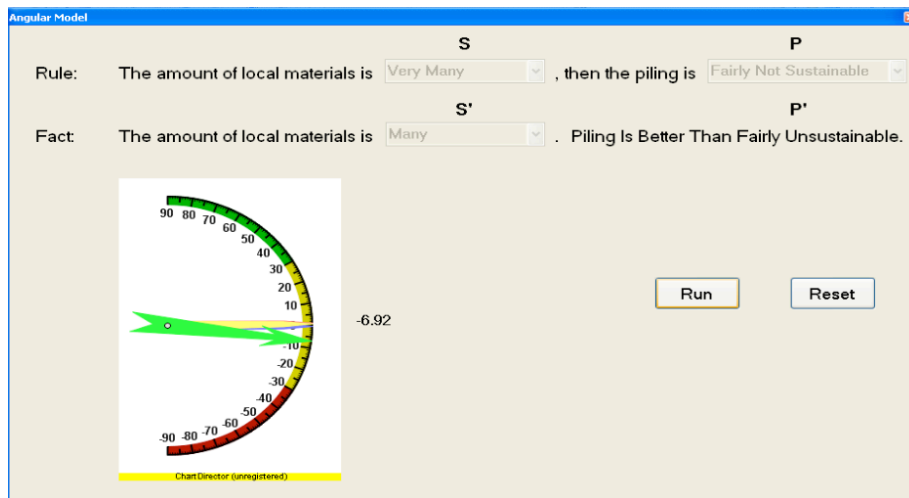 Angular Model
S P
Rule: The amount of local materials is Very Many , then the piling is Fairly Not Sustainable
S' P'
Fact: The amount of local materials is Many . Piling Is Better Than Fairly Unsustainable.
90 80 70 60 50 40 30 20 10
-6.92
Run Reset
-10
-20
-30
-40
-50
-90 -80 -70 -60
ChartDirector (unregistered)